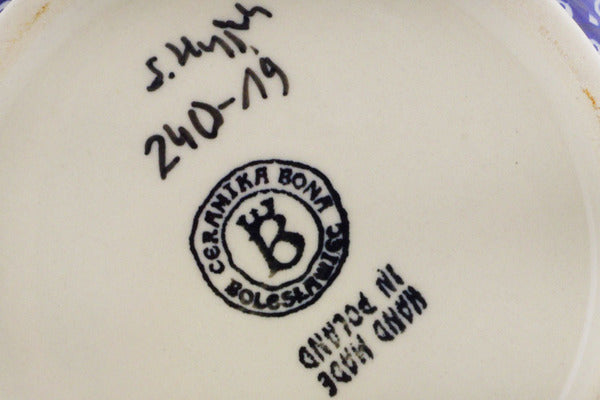 240-19
CERAMIKA BONA
B
BOLESŁAWIEC
HAND MADE
IN POLAND